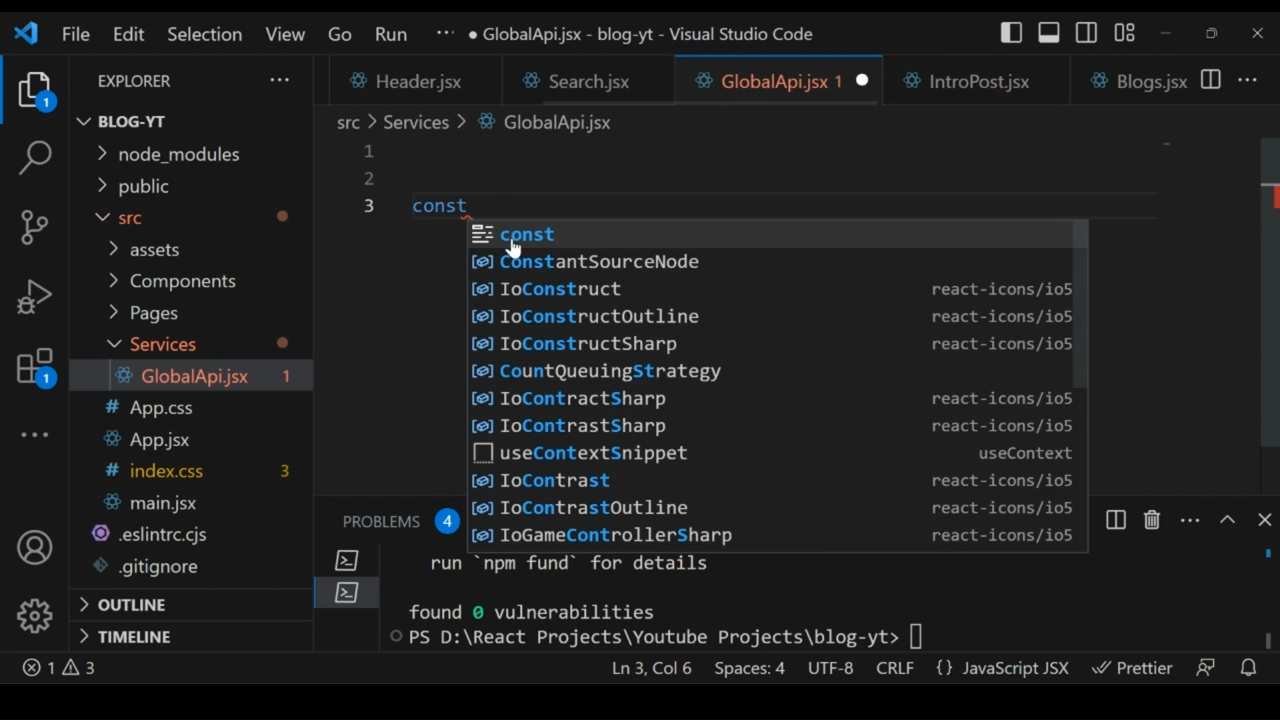 File Edit Selection View Go Run ··· ● GlobalApi.jsx - blog-yt - Visual Studio Code
EXPLORER ···
Header.jsx Search.jsx GlobalApi.jsx 1 IntroPost.jsx Blogs.jsx ···
BLOG-YT
src > Services > GlobalApi.jsx
node_modules
public
src
assets
Components
Pages
Services
GlobalApi.jsx 1
# App.css
App.jsx
# index.css 3
main.jsx
.eslintrc.cjs
.gitignore
OUTLINE
TIMELINE
1
1
1
2
3 const
const
ConstantSourceNode
IoConstruct react-icons/io5
IoConstructOutline react-icons/io5
IoConstructSharp react-icons/io5
CountQueuingStrategy
IoContractSharp react-icons/io5
IoContrastSharp react-icons/io5
useContextSnippet useContext
IoContrast react-icons/io5
IoContrastOutline react-icons/io5
IoGameControllerSharp react-icons/io5
PROBLEMS 4 ···
run `npm fund` for details
found 0 vulnerabilities
PS D:\React Projects\Youtube Projects\blog-yt>
1 3 Ln 3, Col 6 Spaces: 4 UTF-8 CRLF {} JavaScript JSX Prettier